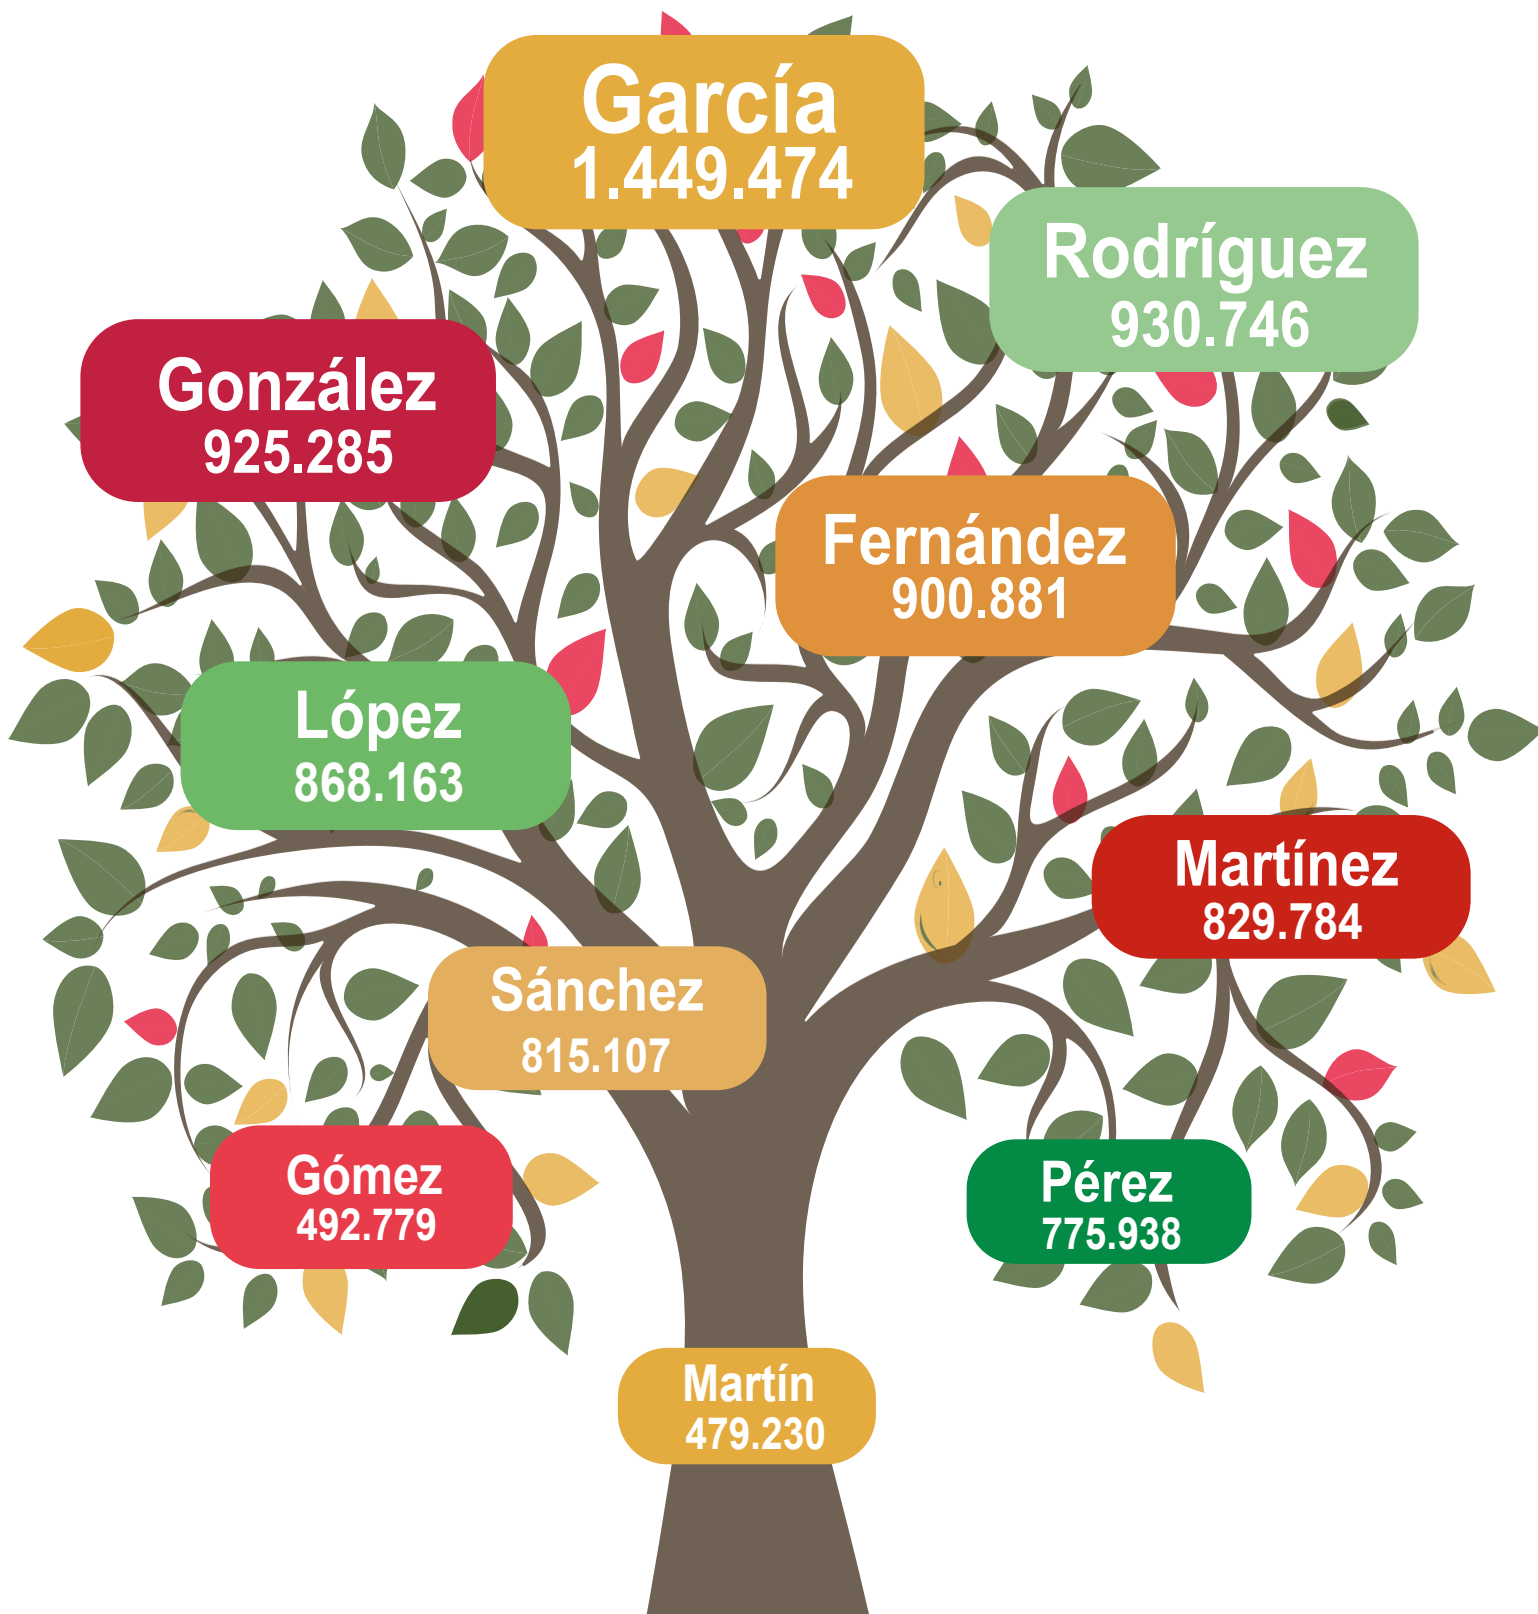 García
1.449.474
Rodríguez
930.746
González
925.285
Fernández
900.881
López
868.163
Martínez
829.784
Sánchez
815.107
Gómez
492.779
Pérez
775.938
Martín
479.230